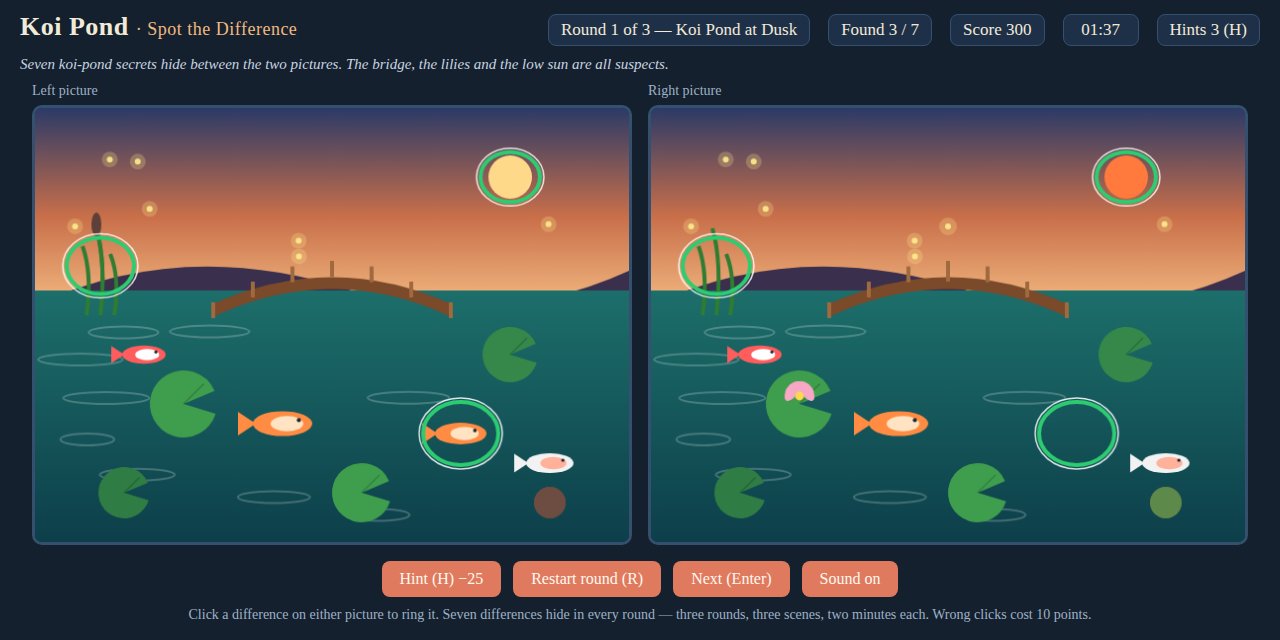 Koi Pond · Spot the Difference
Round 1 of 3 — Koi Pond at Dusk
Found 3 / 7
Score 300
01:37
Hints 3 (H)
Seven koi-pond secrets hide between the two pictures. The bridge, the lilies and the low sun are all suspects.
Left picture
Right picture
Hint (H) −25
Restart round (R)
Next (Enter)
Sound on
Click a difference on either picture to ring it. Seven differences hide in every round — three rounds, three scenes, two minutes each. Wrong clicks cost 10 points.